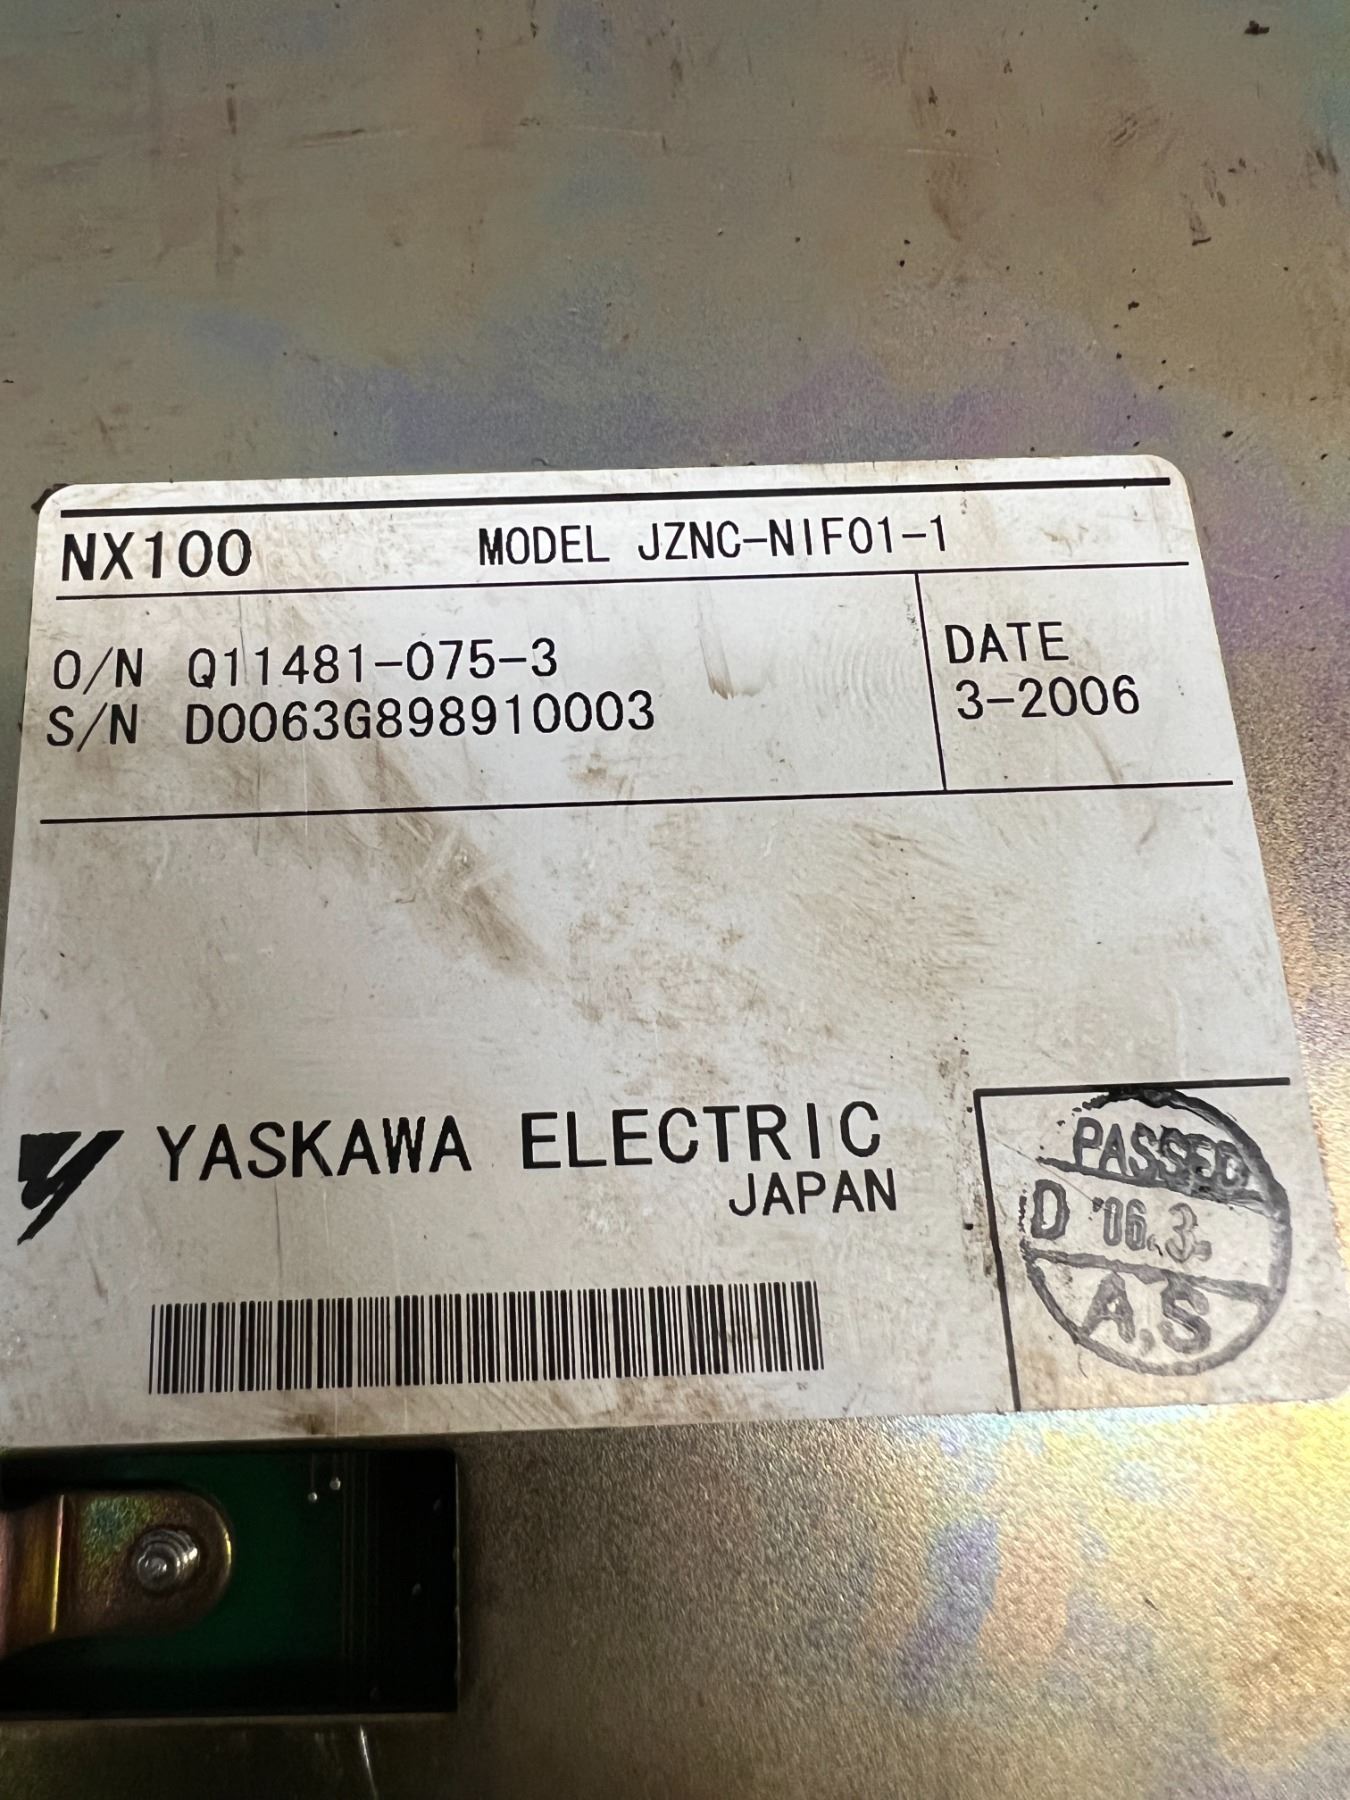 NX100 MODEL JZNC-NIF01-1
O/N Q11481-075-3
S/N D0063G898910003
DATE
3-2006
YASKAWA ELECTRIC
JAPAN
PASSED
D '06.3.
A.S